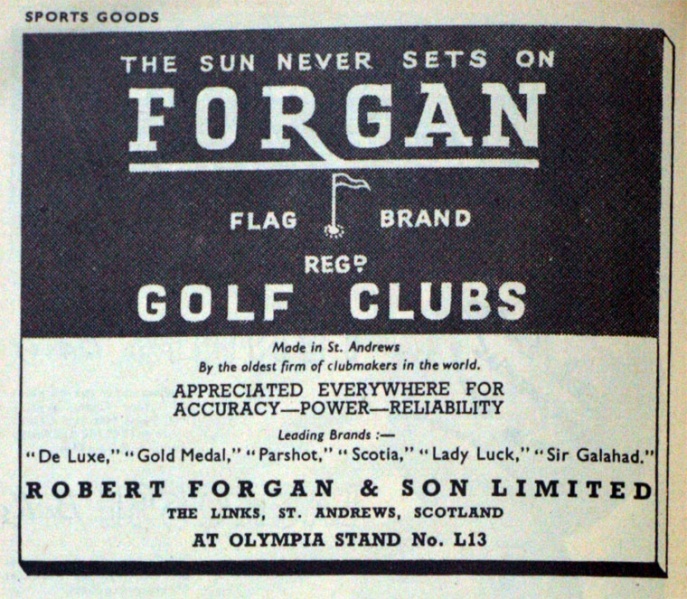 SPORTS GOODS
THE SUN NEVER SETS ON
FORGAN
FLAG BRAND
REGD
GOLF CLUBS
Made in St. Andrews
By the oldest firm of clubmakers in the world.
APPRECIATED EVERYWHERE FOR
ACCURACY—POWER—RELIABILITY
Leading Brands :—
"De Luxe," "Gold Medal," "Parshot," "Scotia," "Lady Luck," "Sir Galahad."
ROBERT FORGAN & SON LIMITED
THE LINKS, ST. ANDREWS, SCOTLAND
AT OLYMPIA STAND No. L13